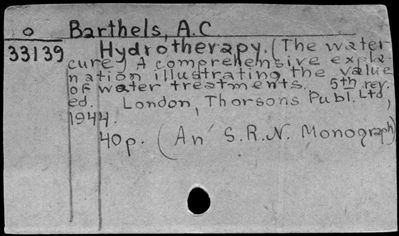 o Barthels, A.C
33139 Hydrotherapy. (The water
cure) A comprehensive expla-
nation illustrating the value
of water treatments. 5th rev.
ed. London, Thorsons Publ. Ltd,
1944.
40p. (An S.R.N. Monograph)